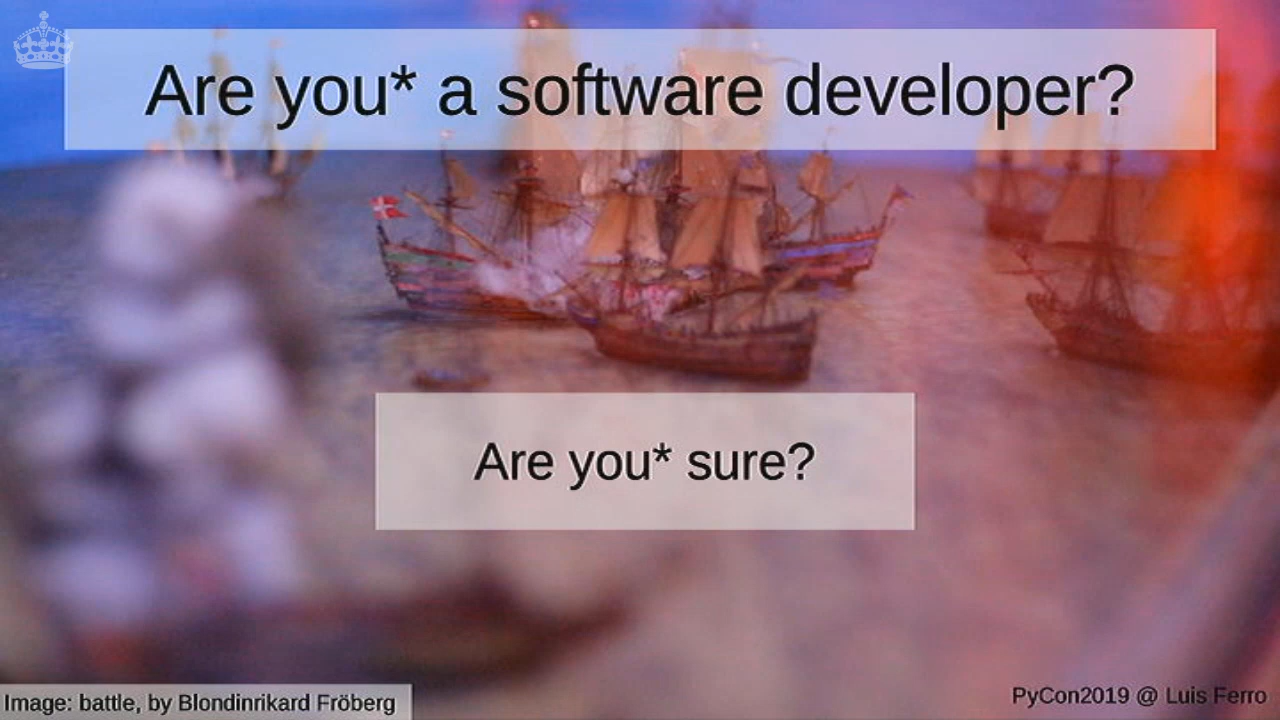 Are you* a software developer?
Are you* sure?
Image: battle, by Blondinrikard Fröberg
PyCon2019 @ Luis Ferro